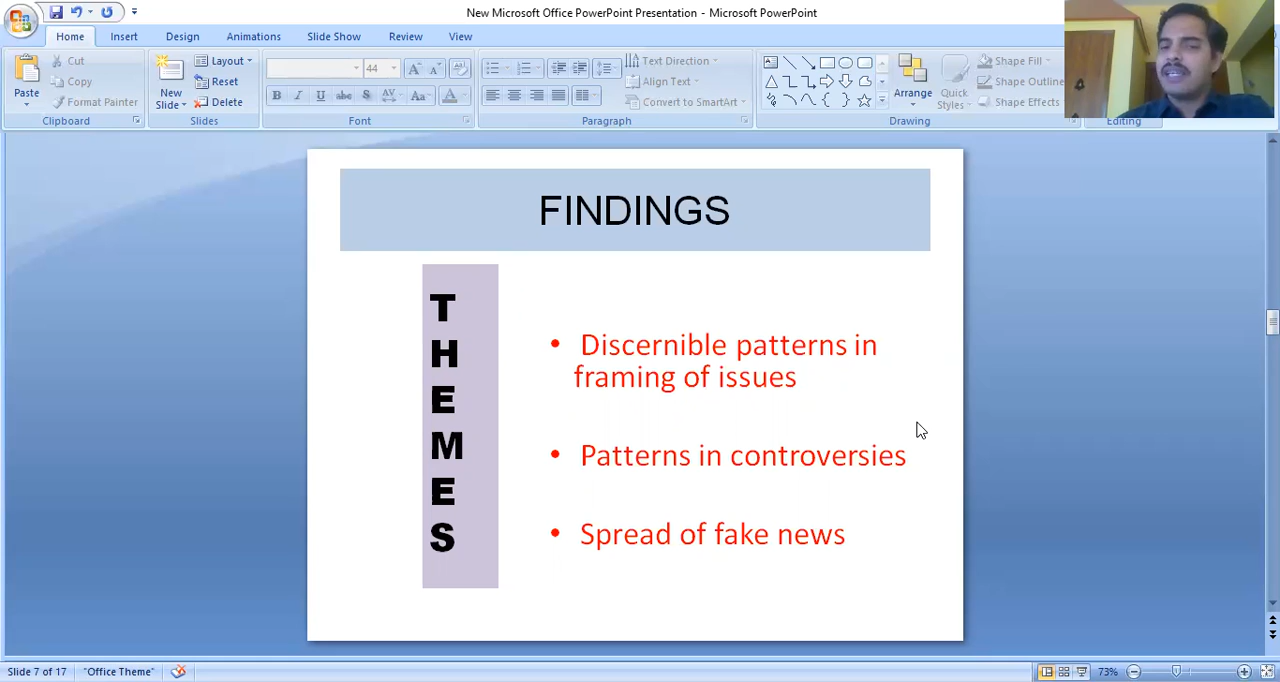 New Microsoft Office PowerPoint Presentation - Microsoft PowerPoint
Home Insert Design Animations Slide Show Review View
Paste
Cut
Copy
Format Painter
Clipboard
New Slide
Layout
Reset
Delete
Slides
44
B I U abc S AV Aa A
Font
Text Direction
Align Text
Convert to SmartArt
Paragraph
Arrange
Quick Styles
Shape Fill
Shape Outline
Shape Effects
Drawing
Editing
FINDINGS
T
H
E
M
E
S
• Discernible patterns in
framing of issues
• Patterns in controversies
• Spread of fake news
Slide 7 of 17 "Office Theme" 73%